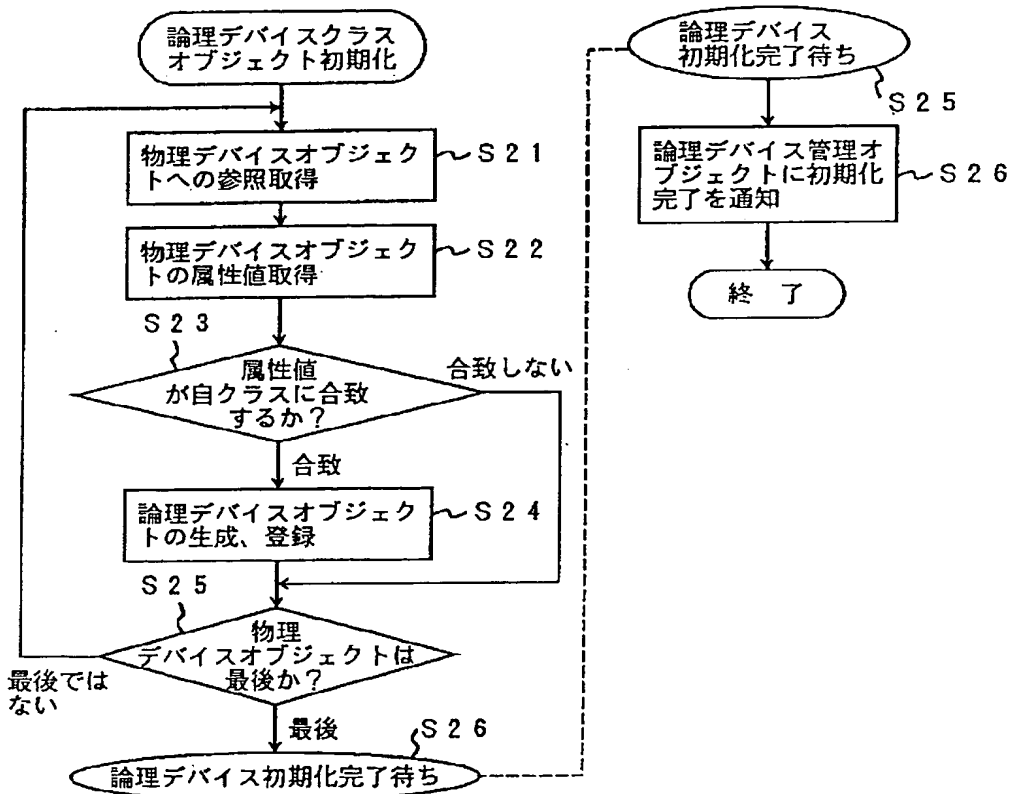 論理デバイスクラス
オブジェクト初期化
物理デバイスオブジェク
トへの参照取得
S21
物理デバイスオブジェク
トの属性値取得
S22
S23
属性値
が自クラスに合致
するか?
合致しない
合致
論理デバイスオブジェク
トの生成、登録
S24
S25
物理
デバイスオブジェクトは
最後か?
最後では
ない
最後
S26
論理デバイス初期化完了待ち
論理デバイス
初期化完了待ち
S25
論理デバイス管理オ
ブジェクトに初期化
完了を通知
S26
終 了